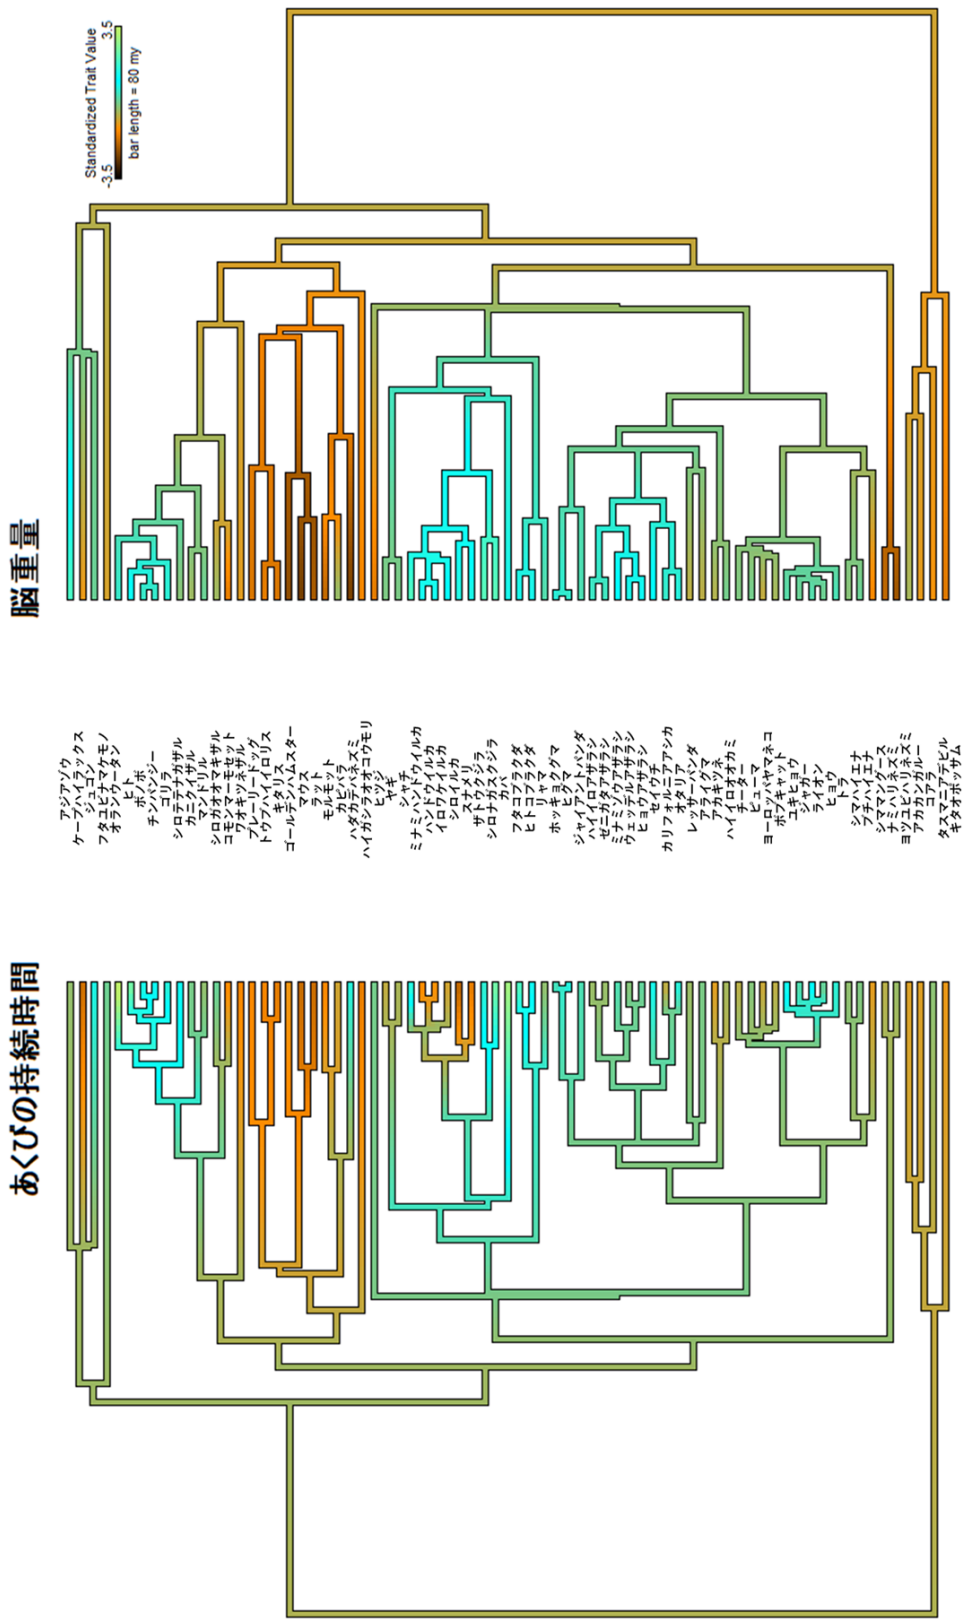 Standardized Trait Value
-3.5
3.5
bar length = 80 my
脳重量
アジアゾウ
ケープハイラックス
ジュゴン
フタユビナマケモノ
オランウータン
ヒト
ボノボ
チンパンジー
ゴリラ
シロテテナガザル
カニクイザル
マンドリル
シロガオオマキザル
コモンマーモセット
ワオキツネザル
プレーリードッグ
トウブハイイロリス
キタリス
ゴールデンハムスター
マウス
ラット
モルモット
カピバラ
ハダカデバネズミ
ハイガシラオオコウモリ
ヒツジ
ヤギ
シャチ
ミナミハンドウイルカ
ハンドウイルカ
イロワケイルカ
シロイルカ
スナメリ
ザトウクジラ
シロナガスクジラ
カバ
フタコブラクダ
ヒトコブラクダ
リャマ
ホッキョクグマ
ヒグマ
ジャイアントパンダ
ハイイロアザラシ
ゼニガタアザラシ
ミナミゾウアザラシ
ウェッデルアザラシ
ヒョウアザラシ
セイウチ
カリフォルニアアシカ
オタリア
レッサーパンダ
アライグマ
アカキツネ
ハイイロオオカミ
チーター
ピューマ
ヨーロッパヤマネコ
ボブキャット
ユキヒョウ
ジャガー
ライオン
ヒョウ
トラ
シマハイエナ
ブチハイエナ
シママングース
ナミハリネズミ
ヨツユビハリネズミ
アカカンガルー
コアラ
タスマニアデビル
キタオポッサム
あくびの持続時間